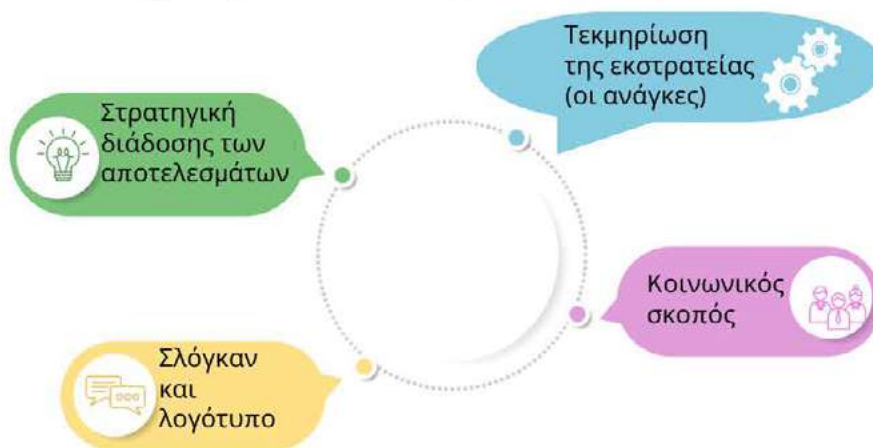 Τεκμηρίωση
της εκστρατείας
(οι ανάγκες)
Στρατηγική
διάδοσης των
αποτελεσμάτων
Κοινωνικός
σκοπός
Σλόγκαν
και
λογότυπο